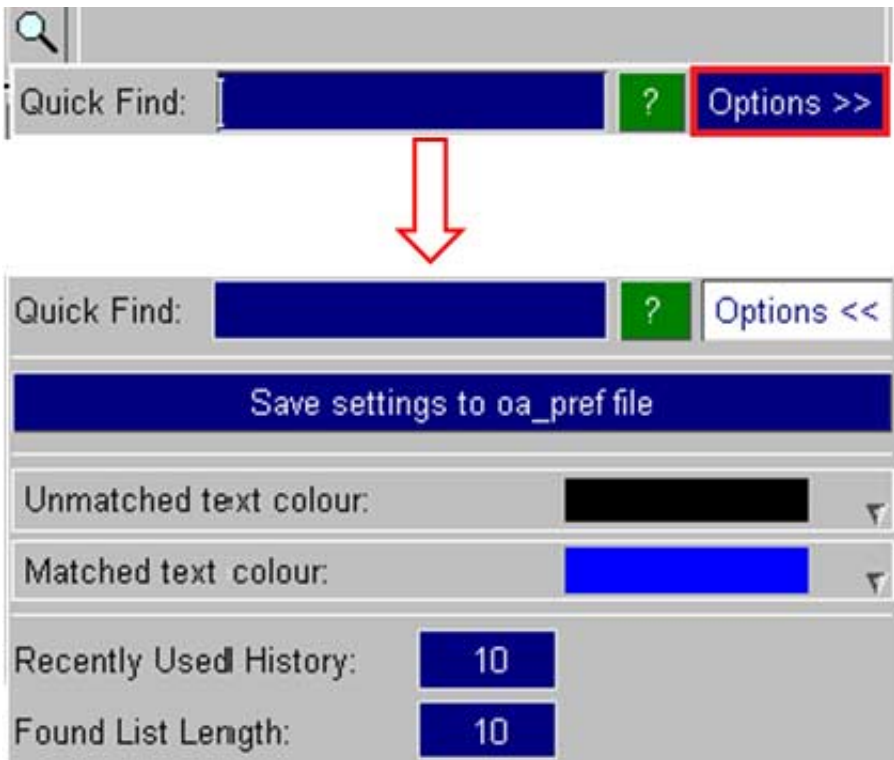 Quick Find: ? Options >>
Quick Find: ? Options <<
Save settings to oa_pref file
Unmatched text colour:
Matched text colour:
Recently Used History: 10
Found List Length: 10